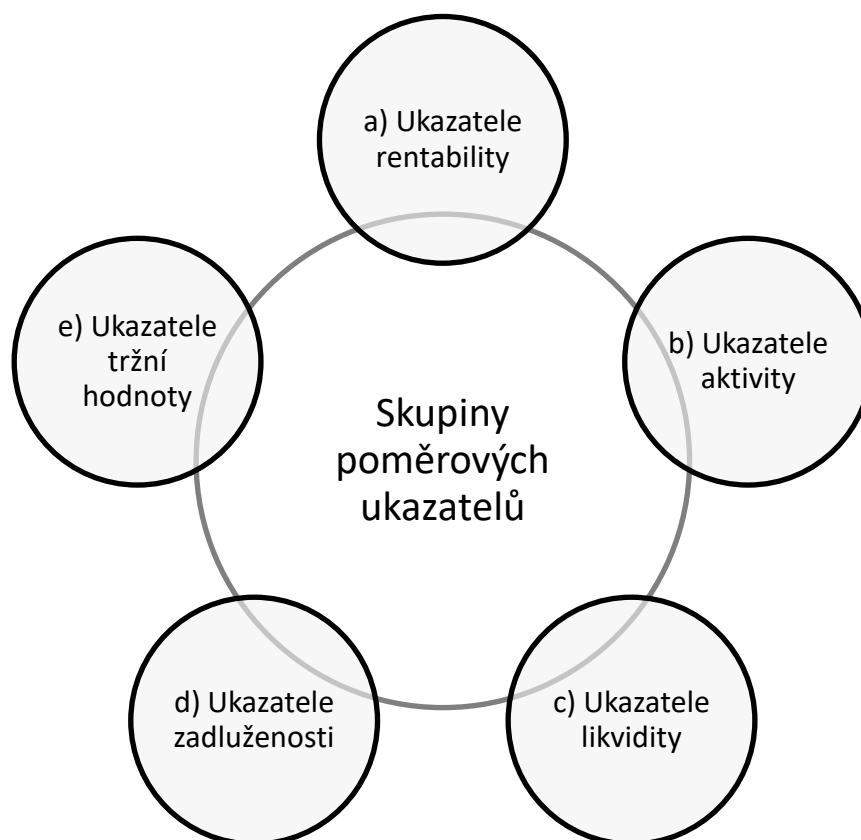 a) Ukazatele
rentability
b) Ukazatele
aktivity
c) Ukazatele
likvidity
d) Ukazatele
zadluženosti
e) Ukazatele
tržní
hodnoty
Skupiny
poměrových
ukazatelů